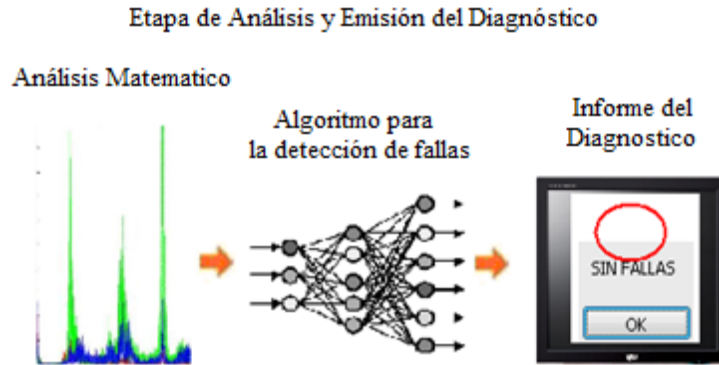 Etapa de Análisis y Emisión del Diagnóstico
Análisis Matematico
Algoritmo para
la detección de fallas
Informe del
Diagnostico
SIN FALLAS
OK